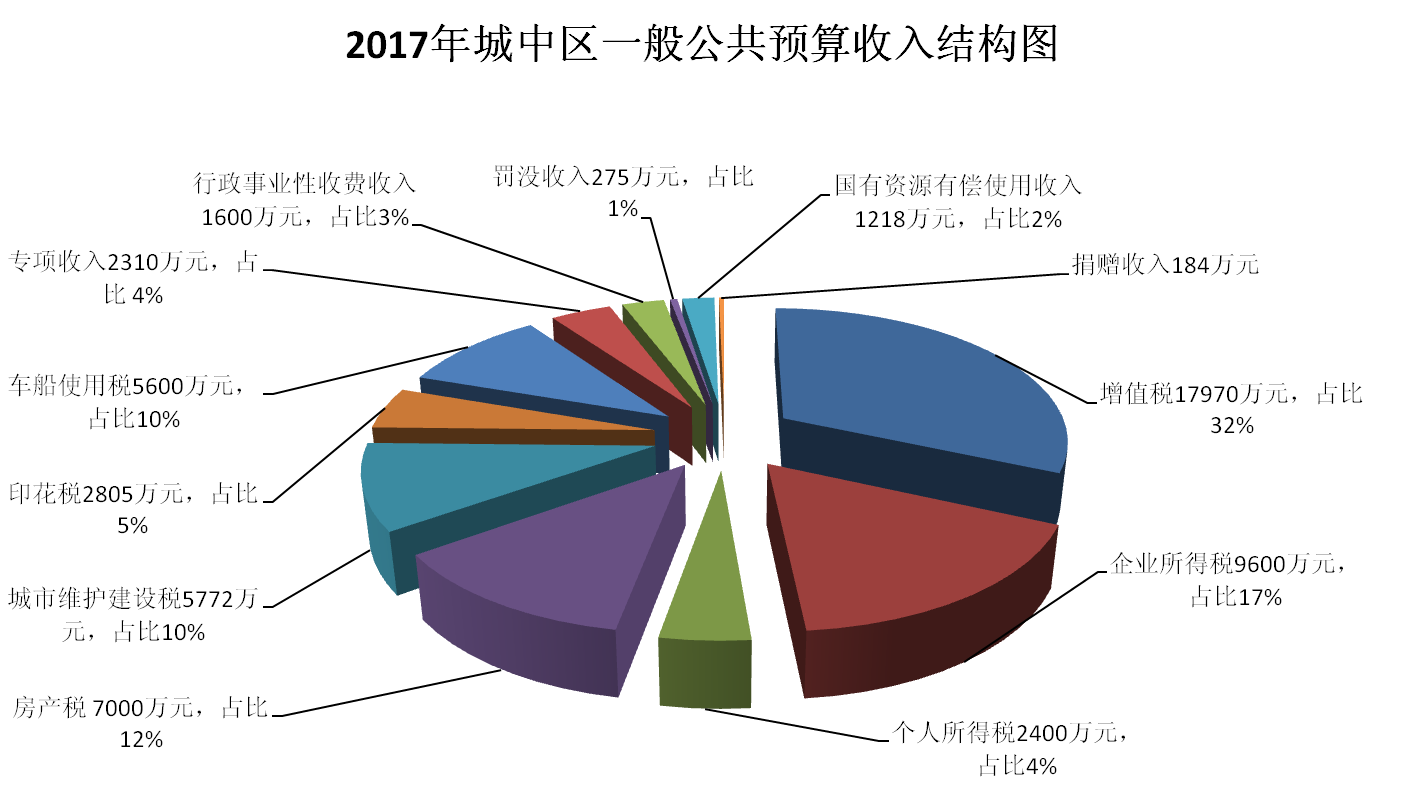 2017年城中区一般公共预算收入结构图
行政事业性收费收入
1600万元，占比3%
罚没收入275万元，占比
1%
国有资源有偿使用收入
1218万元，占比2%
专项收入2310万元，占
比 4%
捐赠收入184万元
车船使用税5600万元，
占比10%
增值税17970万元，占比
32%
印花税2805万元，占比
5%
企业所得税9600万元，
占比17%
城市维护建设税5772万
元，占比10%
房产税 7000万元，占比
12%
个人所得税2400万元，
占比4%